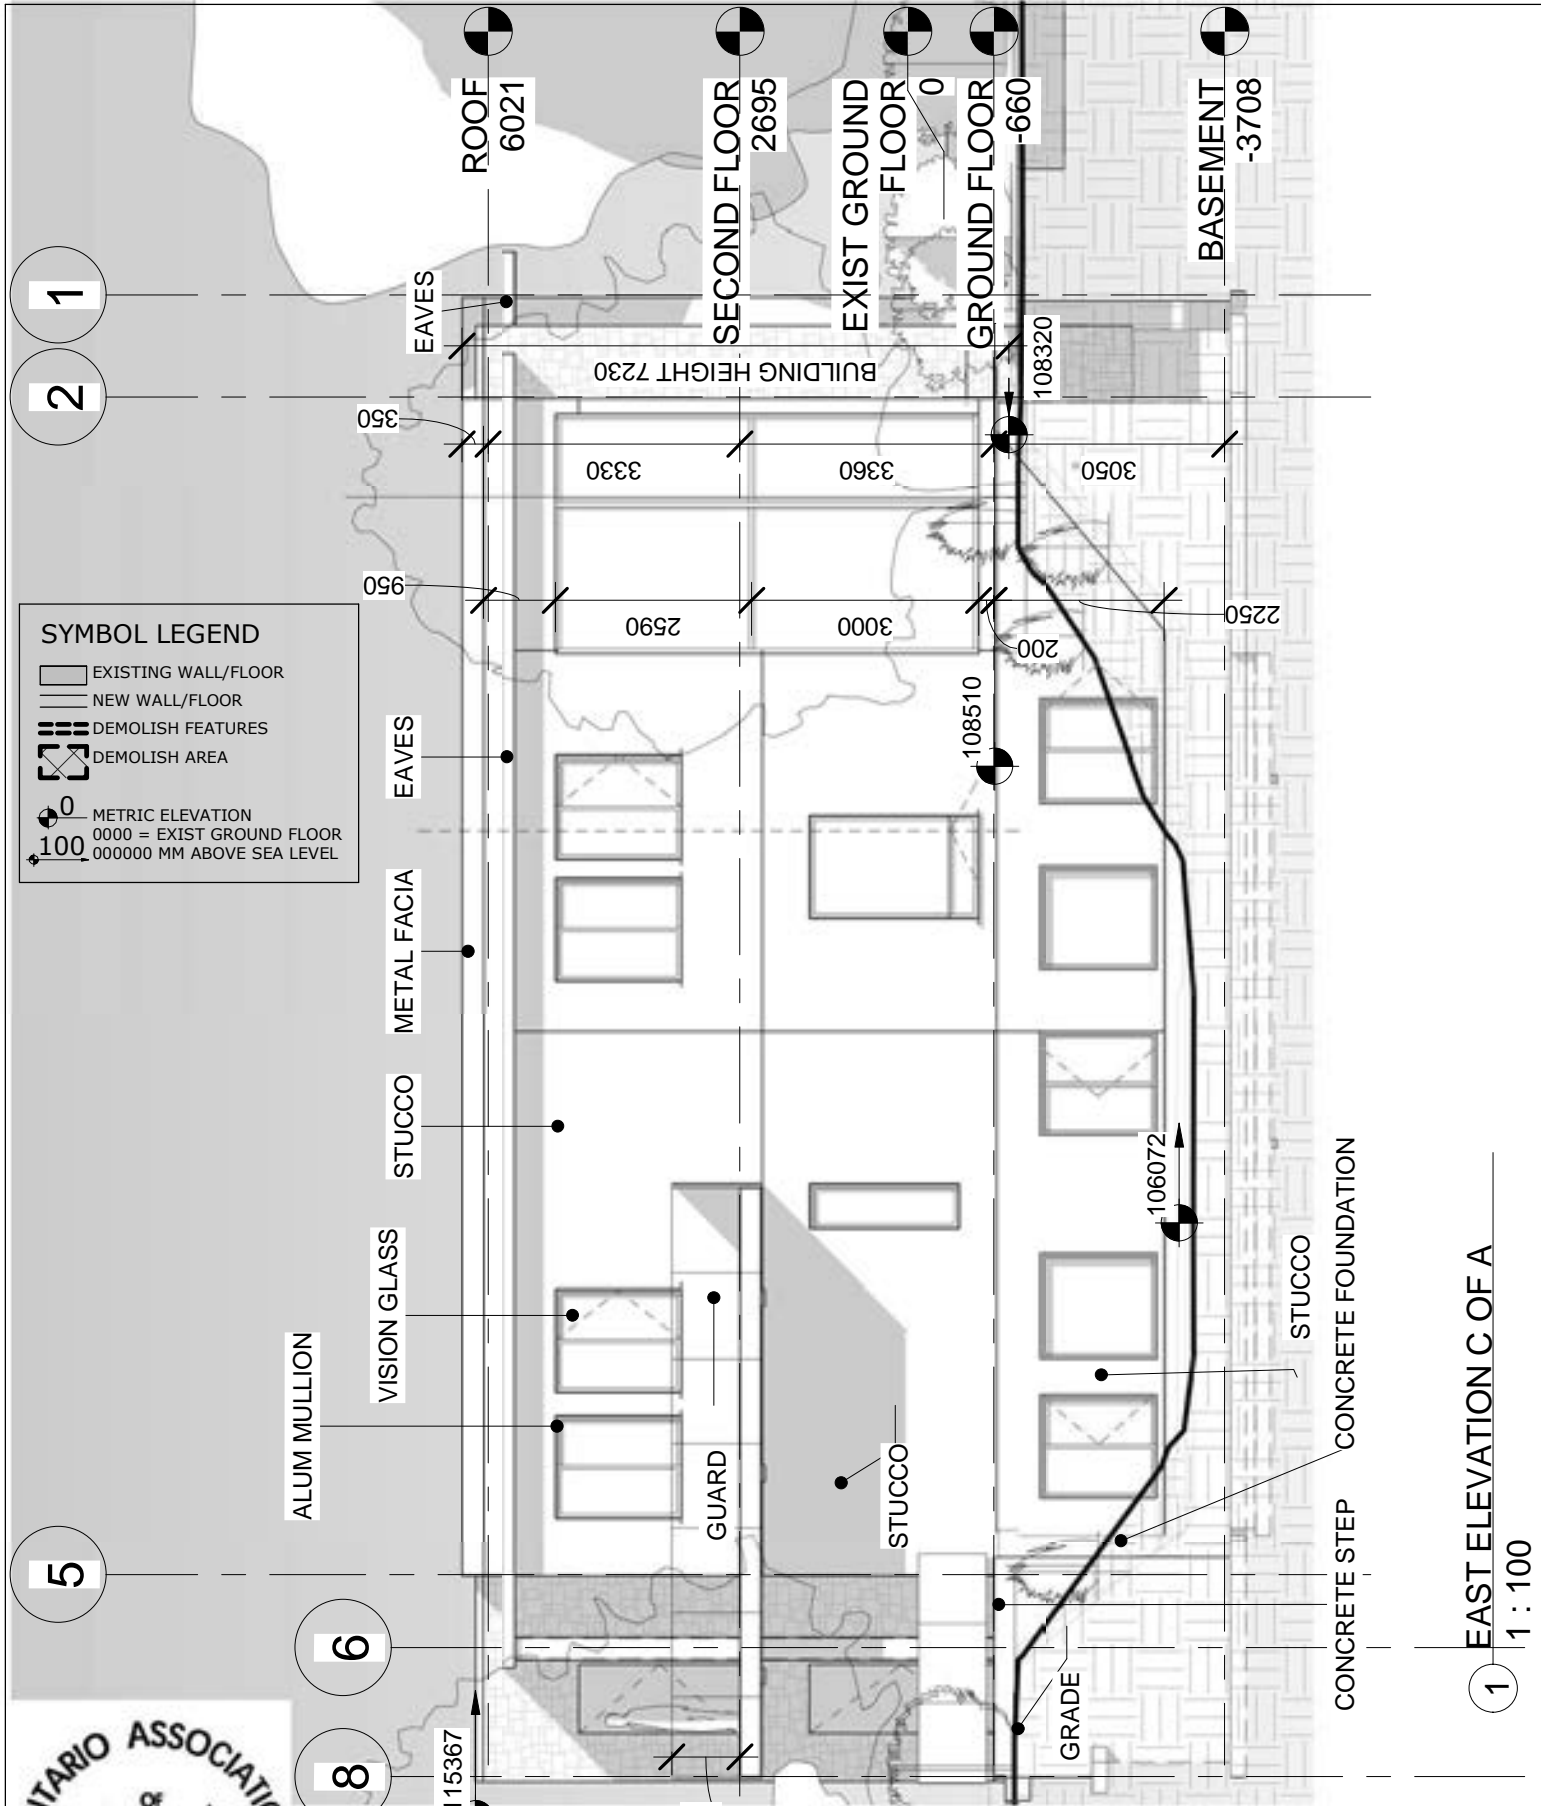 1
2
5
6
8
ROOF
6021
SECOND FLOOR
2695
EXIST GROUND
FLOOR
0
GROUND FLOOR
-660
BASEMENT
-3708
EAVES
BUILDING HEIGHT 7230
108320
350
3330
3360
3050
950
2590
3000
200
2250
108510
SYMBOL LEGEND
EXISTING WALL/FLOOR
NEW WALL/FLOOR
DEMOLISH FEATURES
DEMOLISH AREA
0
METRIC ELEVATION
0000 = EXIST GROUND FLOOR
100
000000 MM ABOVE SEA LEVEL
EAVES
METAL FACIA
STUCCO
VISION GLASS
ALUM MULLION
GUARD
STUCCO
106072
STUCCO
CONCRETE FOUNDATION
CONCRETE STEP
GRADE
115367
ASSOCIATIO
OF
1
EAST ELEVATION C OF A
1 : 100